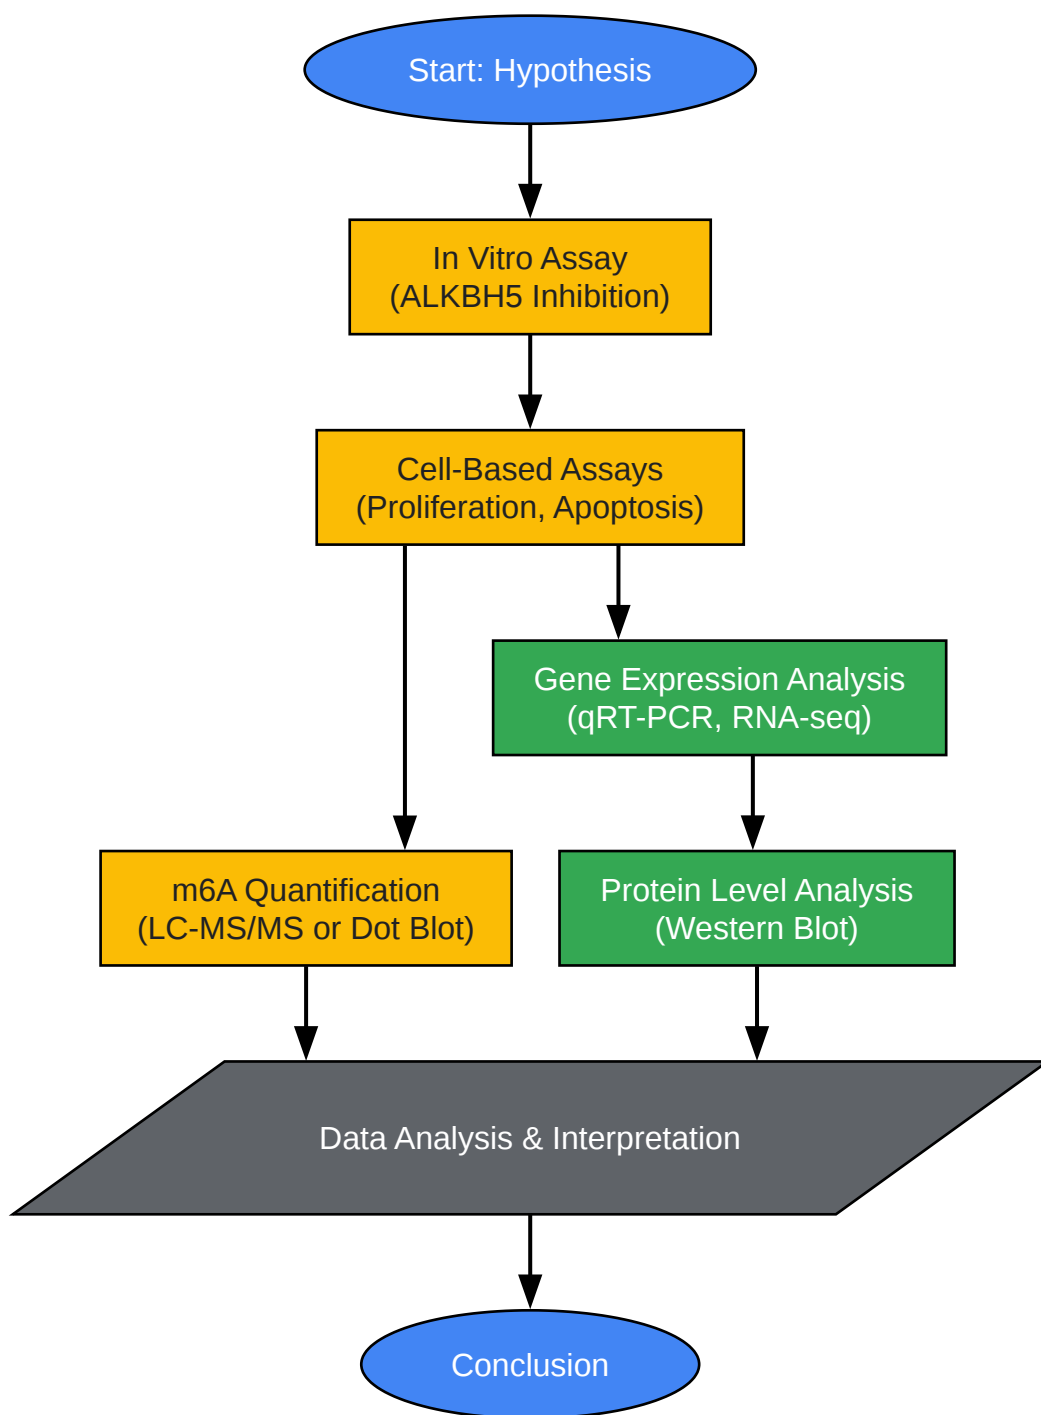 Start: Hypothesis
In Vitro Assay
(ALKBH5 Inhibition)
Cell-Based Assays
(Proliferation, Apoptosis)
Gene Expression Analysis
(qRT-PCR, RNA-seq)
m6A Quantification
(LC-MS/MS or Dot Blot)
Protein Level Analysis
(Western Blot)
Data Analysis & Interpretation
Conclusion